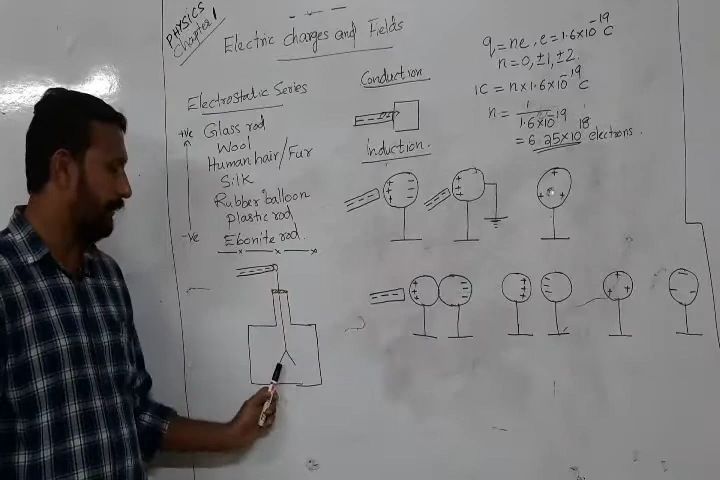 PHYSICS
Chapter 1
Electric charges and Fields
Electrostatic Series
+ve Glass rod
Wool
Human hair / Fur
Silk
Rubber balloon
Plastic rod
-ve Ebonite rod.
Conduction
Induction.
q = ne, e = 1.6×10⁻¹⁹ C
n = 0, ±1, ±2.
1C = n × 1.6×10⁻¹⁹ C
n = 1 / 1.6×10⁻¹⁹
= 6.25×10¹⁸ electrons.